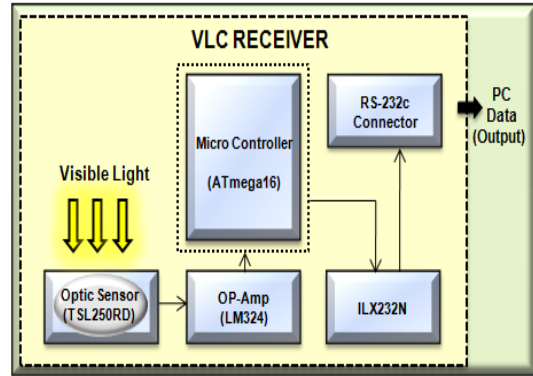 VLC RECEIVER
Micro Controller
(ATmega16)
RS-232c
Connector
PC
Data
(Output)
Visible Light
Optic Sensor
(TSL250RD)
OP-Amp
(LM324)
ILX232N